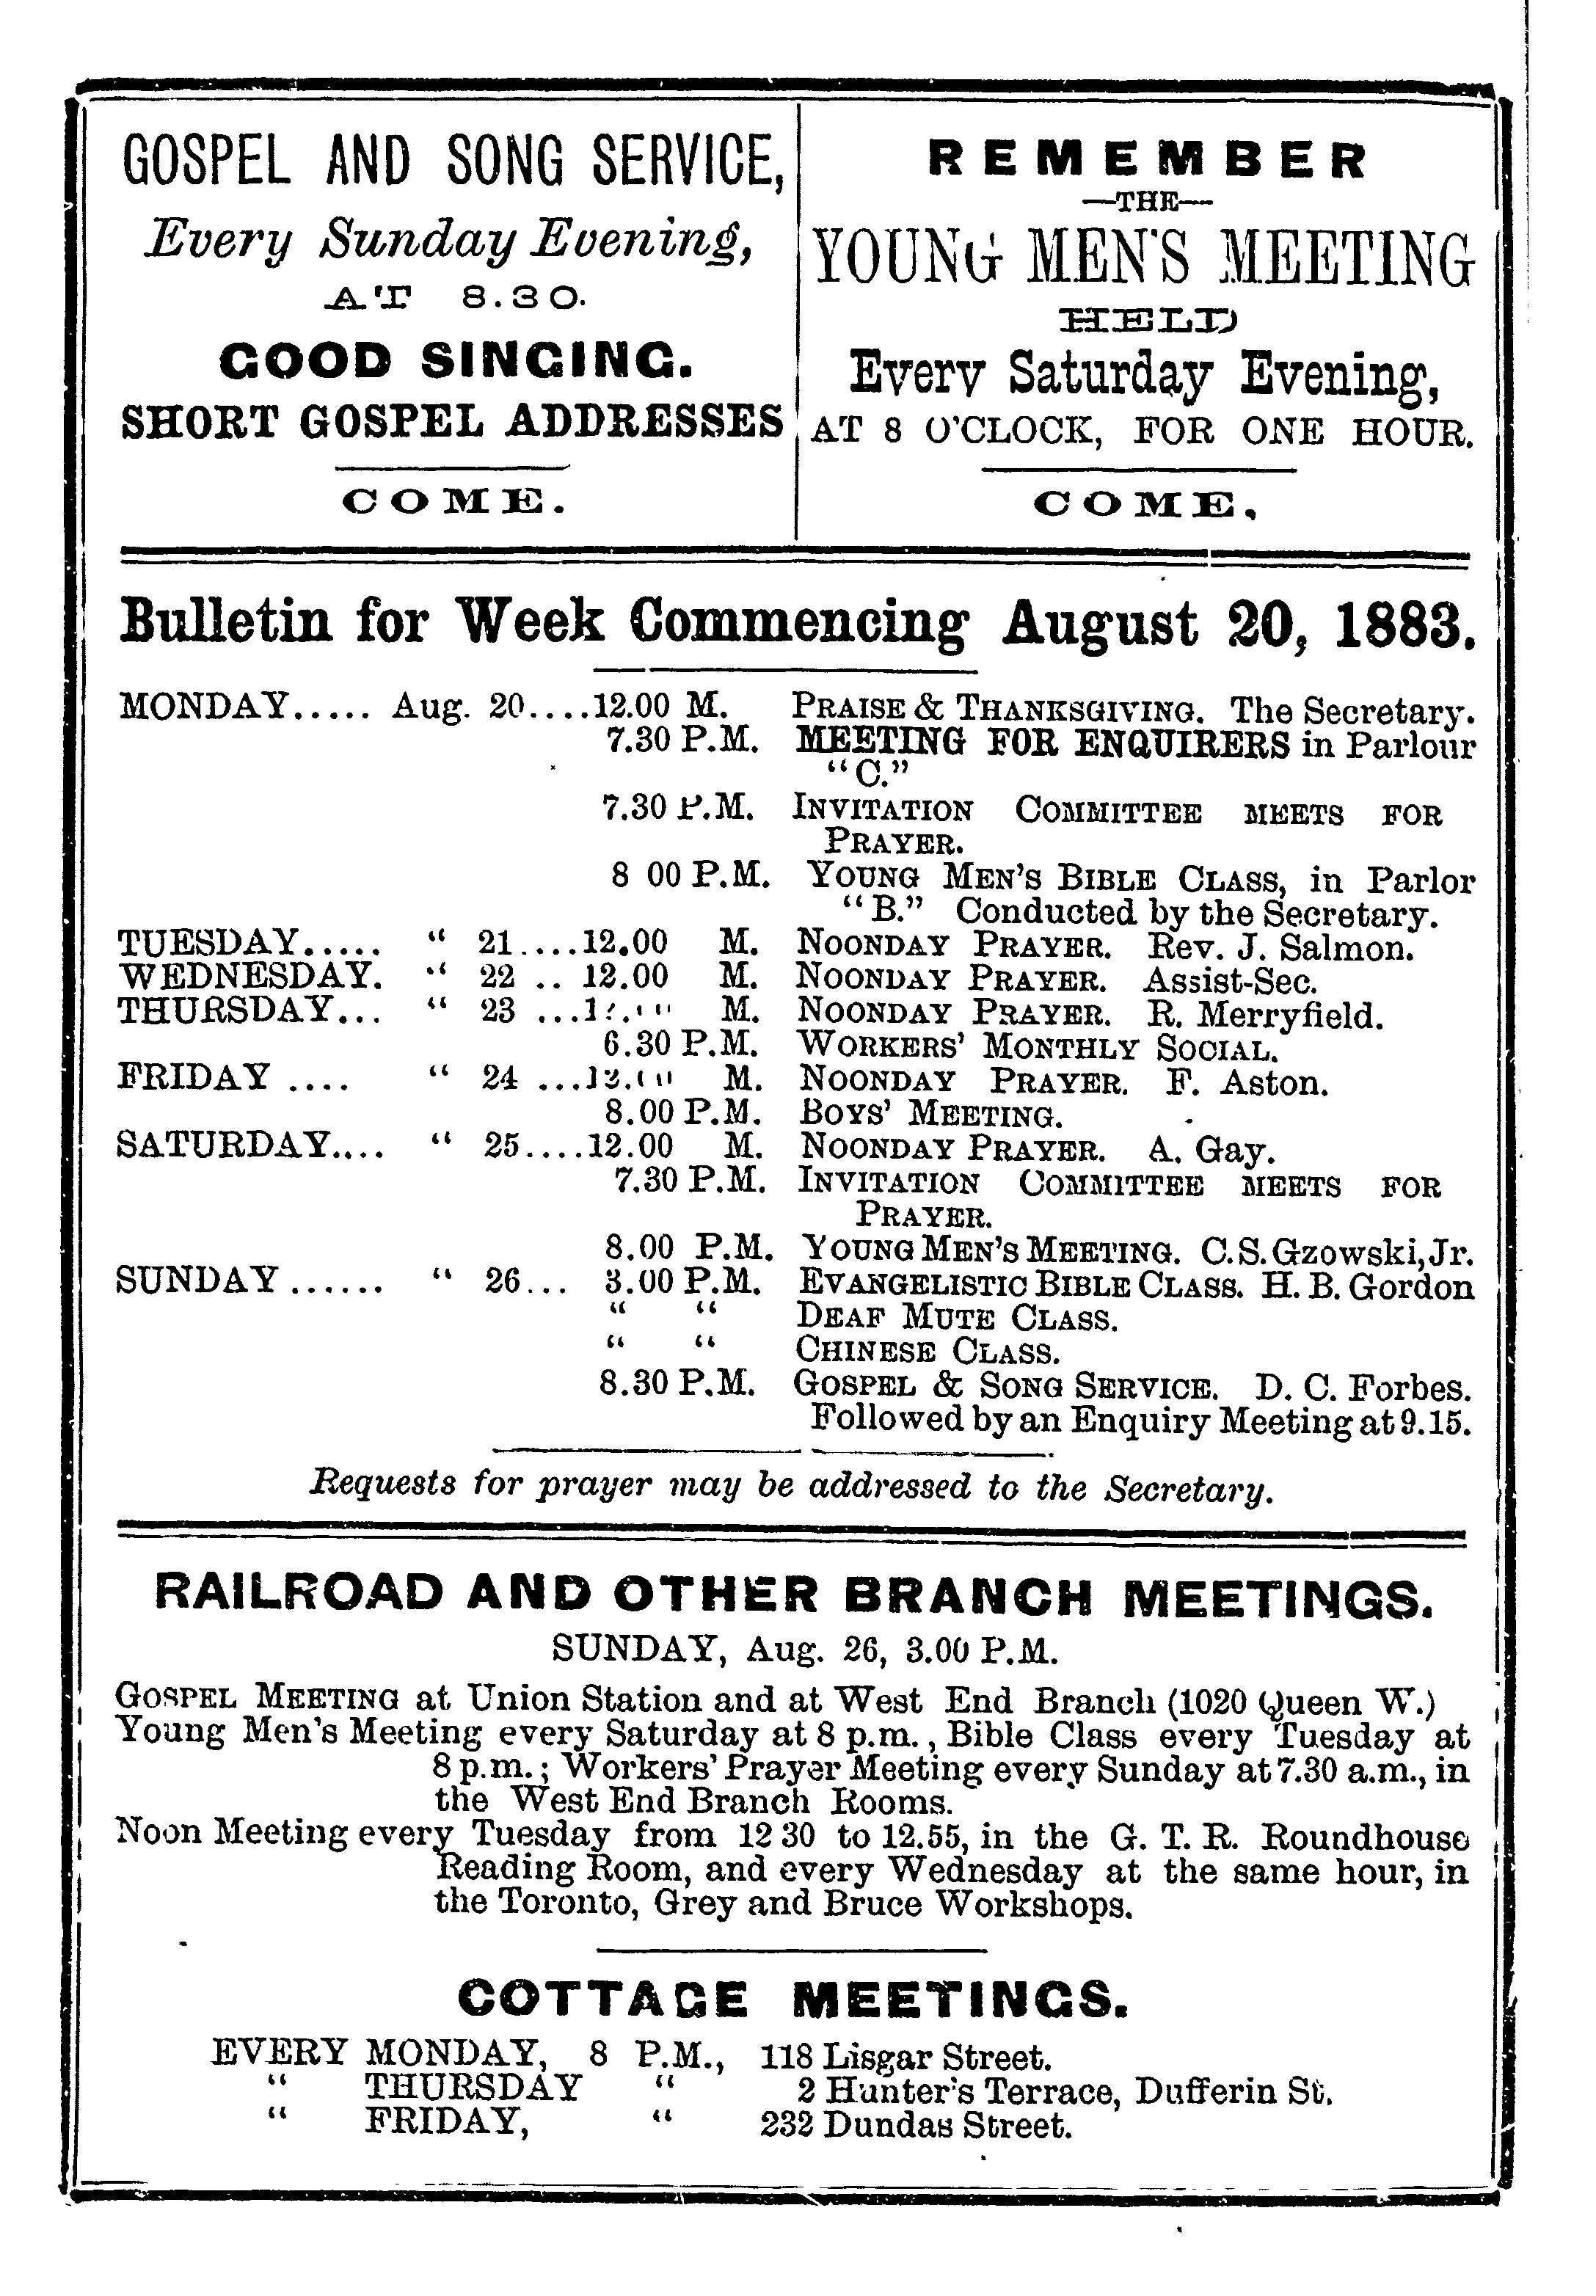 GOSPEL AND SONG SERVICE,
Every Sunday Evening,
AT 8.30.
GOOD SINGING.
SHORT GOSPEL ADDRESSES
COME.
REMEMBER
—THE—
YOUNG MEN'S MEETING
HELD
Every Saturday Evening,
AT 8 O'CLOCK, FOR ONE HOUR.
COME,
Bulletin for Week Commencing August 20, 1883.
MONDAY..... Aug. 20....12.00 M. PRAISE & THANKSGIVING. The Secretary.
7.30 P.M. MEETING FOR ENQUIRERS in Parlour
"C."
7.30 P.M. INVITATION COMMITTEE MEETS FOR
PRAYER.
8 00 P.M. YOUNG MEN'S BIBLE CLASS, in Parlor
"B." Conducted by the Secretary.
TUESDAY..... " 21....12.00 M. NOONDAY PRAYER. Rev. J. Salmon.
WEDNESDAY. " 22 .. 12.00 M. NOONDAY PRAYER. Assist-Sec.
THURSDAY... " 23 ... M. NOONDAY PRAYER. R. Merryfield.
6.30 P.M. WORKERS' MONTHLY SOCIAL.
FRIDAY .... " 24 ... M. NOONDAY PRAYER. F. Aston.
8.00 P.M. BOYS' MEETING.
SATURDAY.... " 25....12.00 M. NOONDAY PRAYER. A. Gay.
7.30 P.M. INVITATION COMMITTEE MEETS FOR
PRAYER.
8.00 P.M. YOUNG MEN'S MEETING. C.S. Gzowski, Jr.
SUNDAY ...... " 26... 3.00 P.M. EVANGELISTIC BIBLE CLASS. H. B. Gordon
" " DEAF MUTE CLASS.
" " CHINESE CLASS.
8.30 P.M. GOSPEL & SONG SERVICE. D. C. Forbes.
Followed by an Enquiry Meeting at 9.15.
Requests for prayer may be addressed to the Secretary.
RAILROAD AND OTHER BRANCH MEETINGS.
SUNDAY, Aug. 26, 3.00 P.M.
GOSPEL MEETING at Union Station and at West End Branch (1020 Queen W.)
Young Men's Meeting every Saturday at 8 p.m., Bible Class every Tuesday at
8 p.m.; Workers' Prayer Meeting every Sunday at 7.30 a.m., in
the West End Branch Rooms.
Noon Meeting every Tuesday from 12 30 to 12.55, in the G. T. R. Roundhouse
Reading Room, and every Wednesday at the same hour, in
the Toronto, Grey and Bruce Workshops.
COTTAGE MEETINGS.
EVERY MONDAY, 8 P.M., 118 Lisgar Street.
" THURSDAY " 2 Hunter's Terrace, Dufferin St.
" FRIDAY, " 232 Dundas Street.